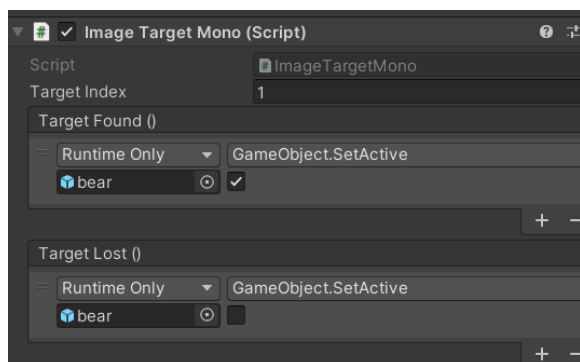 Image Target Mono (Script)
Script ImageTargetMono
Target Index 1
Target Found ()
Runtime Only GameObject.SetActive
bear
Target Lost ()
Runtime Only GameObject.SetActive
bear